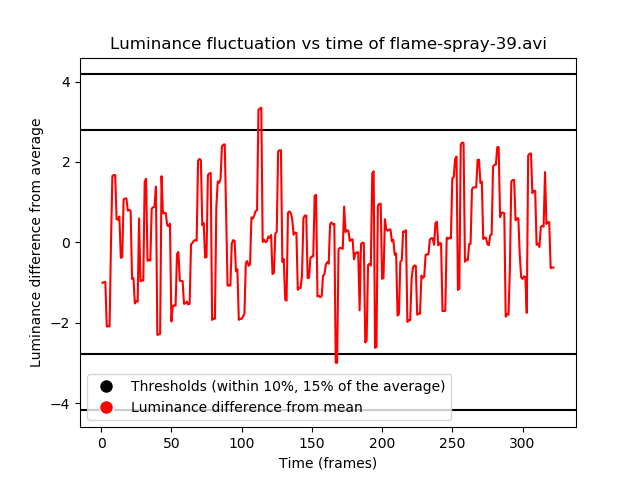 Luminance fluctuation vs time of flame-spray-39.avi
Luminance difference from average
4
2
0
−2
−4
Thresholds (within 10%, 15% of the average)
Luminance difference from mean
0 50 100 150 200 250 300
Time (frames)